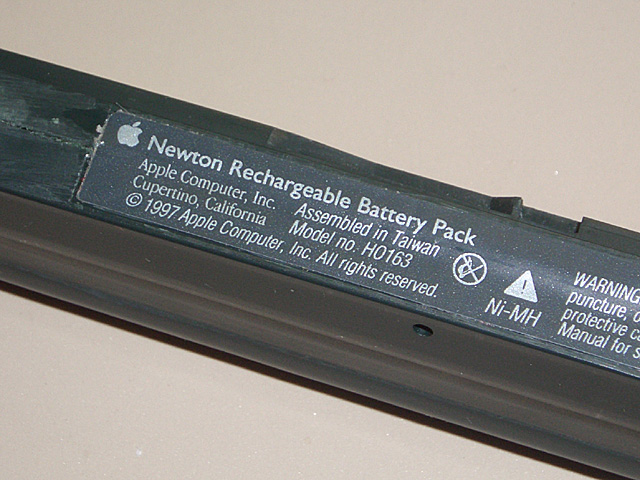 Newton Rechargeable Battery Pack
Apple Computer, Inc.
Cupertino, California
© 1997 Apple Computer, Inc. All rights reserved.
Assembled in Taiwan
Model no. H0163
Ni-MH
WARNING
puncture,
protective
Manual for